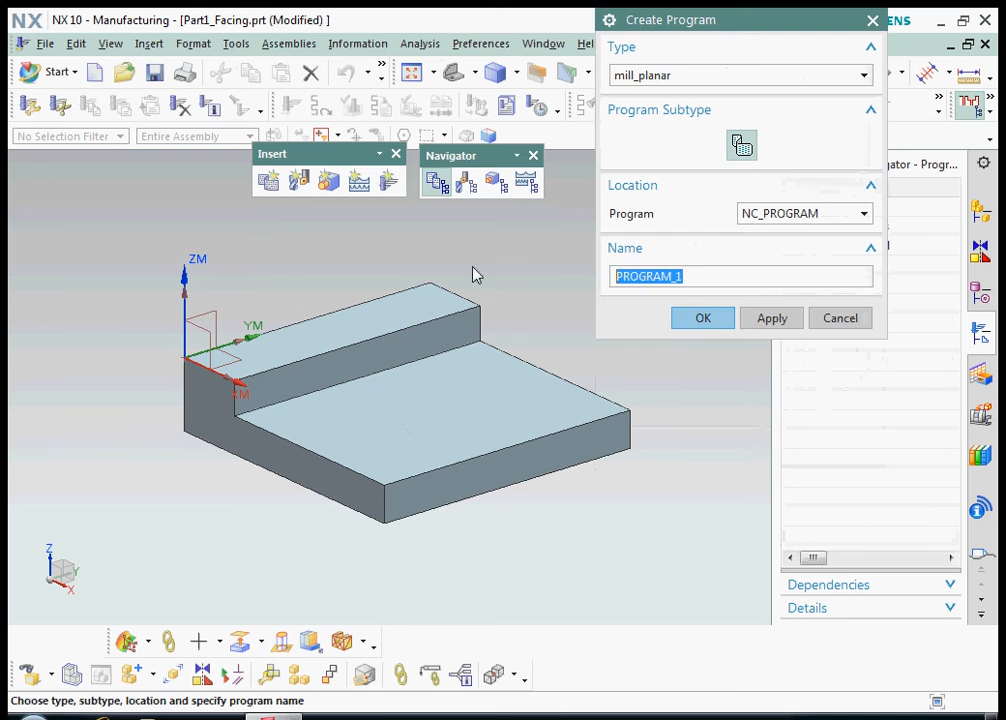 NX NX 10 - Manufacturing - [Part1_Facing.prt (Modified) ]
ENS
File Edit View Insert Format Tools Assemblies Information Analysis Preferences Window
Start
No Selection Filter Entire Assembly
Insert
Navigator
Create Program
Type
mill_planar
Program Subtype
Location
Program NC_PROGRAM
Name
PROGRAM_1
OK Apply Cancel
gator - Progr...
ZM
YM
XM
Z
Y
X
Dependencies
Details
Choose type, subtype, location and specify program name